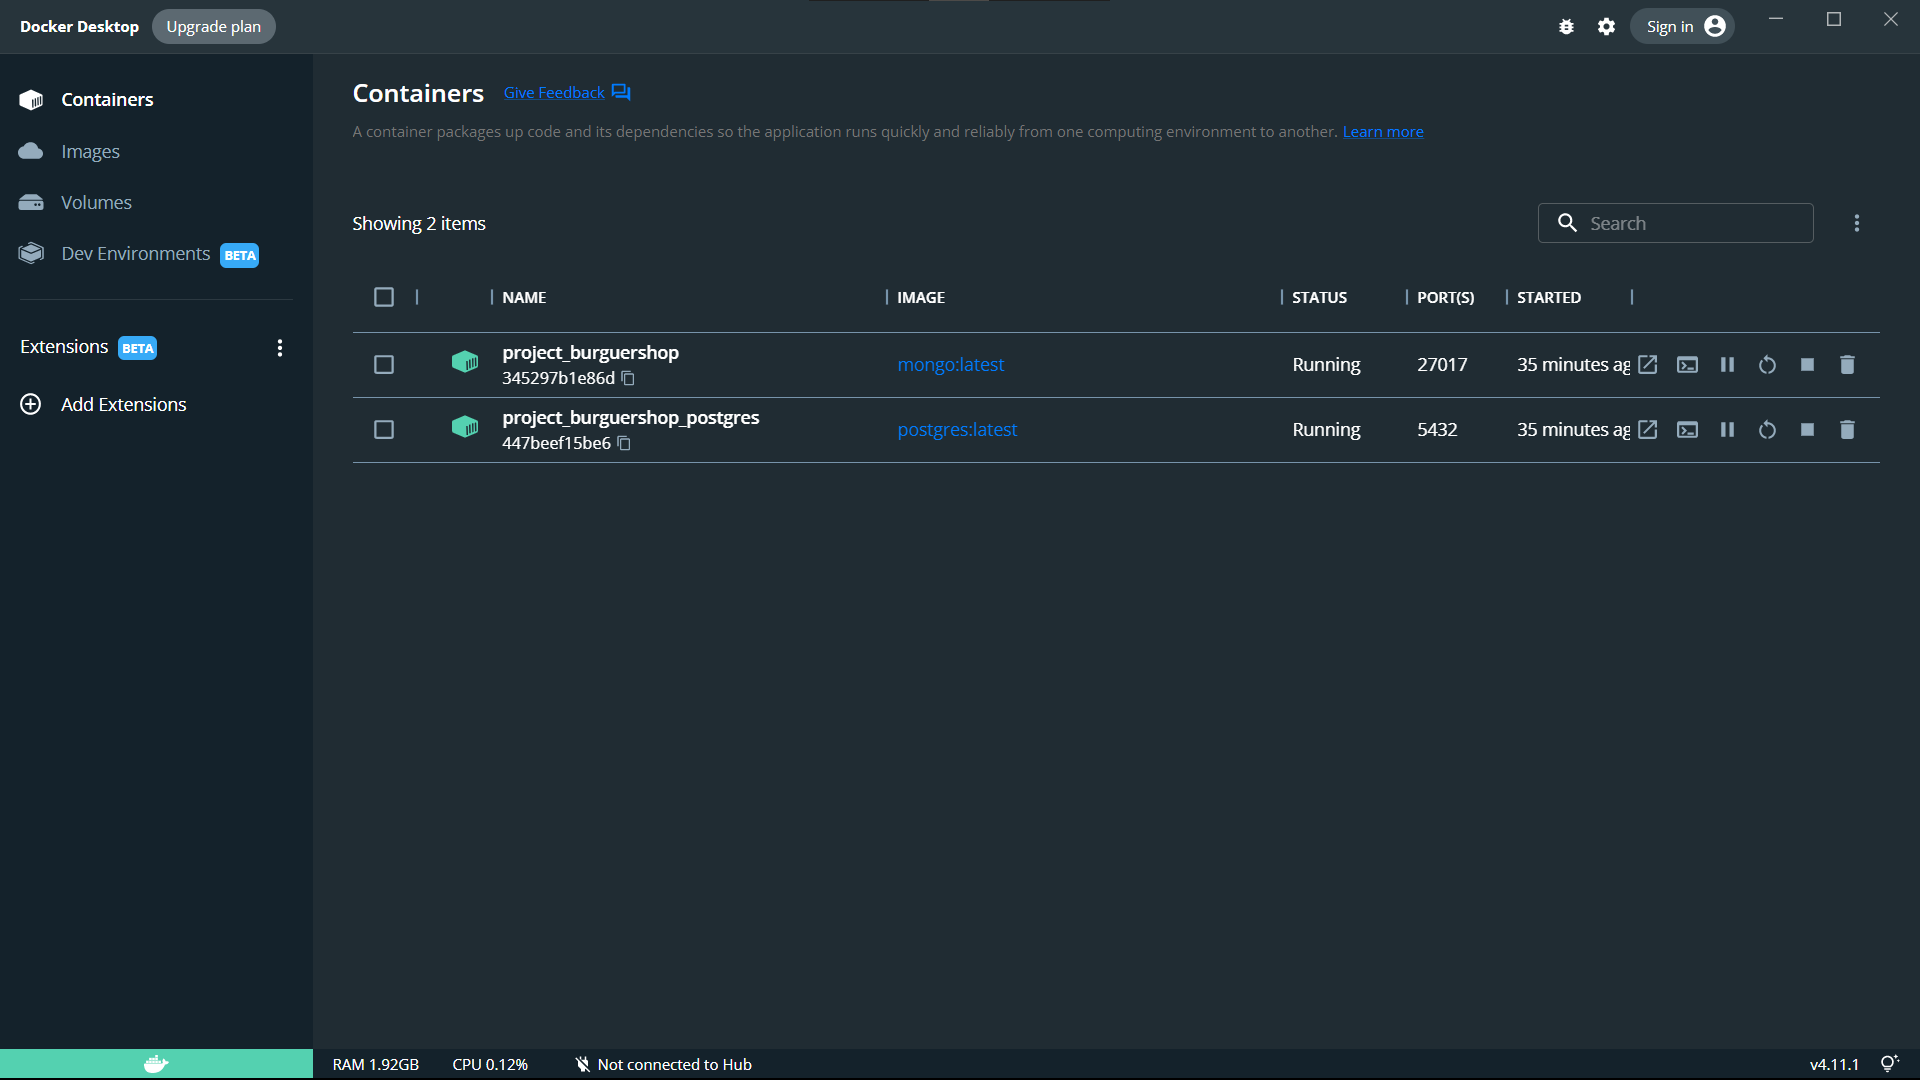 Docker Desktop Upgrade plan Sign in
Containers
Images
Volumes
Dev Environments BETA
Extensions BETA
Add Extensions
Containers Give Feedback
A container packages up code and its dependencies so the application runs quickly and reliably from one computing environment to another. Learn more
Showing 2 items Search
NAME IMAGE STATUS PORT(S) STARTED
project_burguershop
345297b1e86d mongo:latest Running 27017 35 minutes ag
project_burguershop_postgres
447beef15be6 postgres:latest Running 5432 35 minutes ag
RAM 1.92GB CPU 0.12% Not connected to Hub v4.11.1